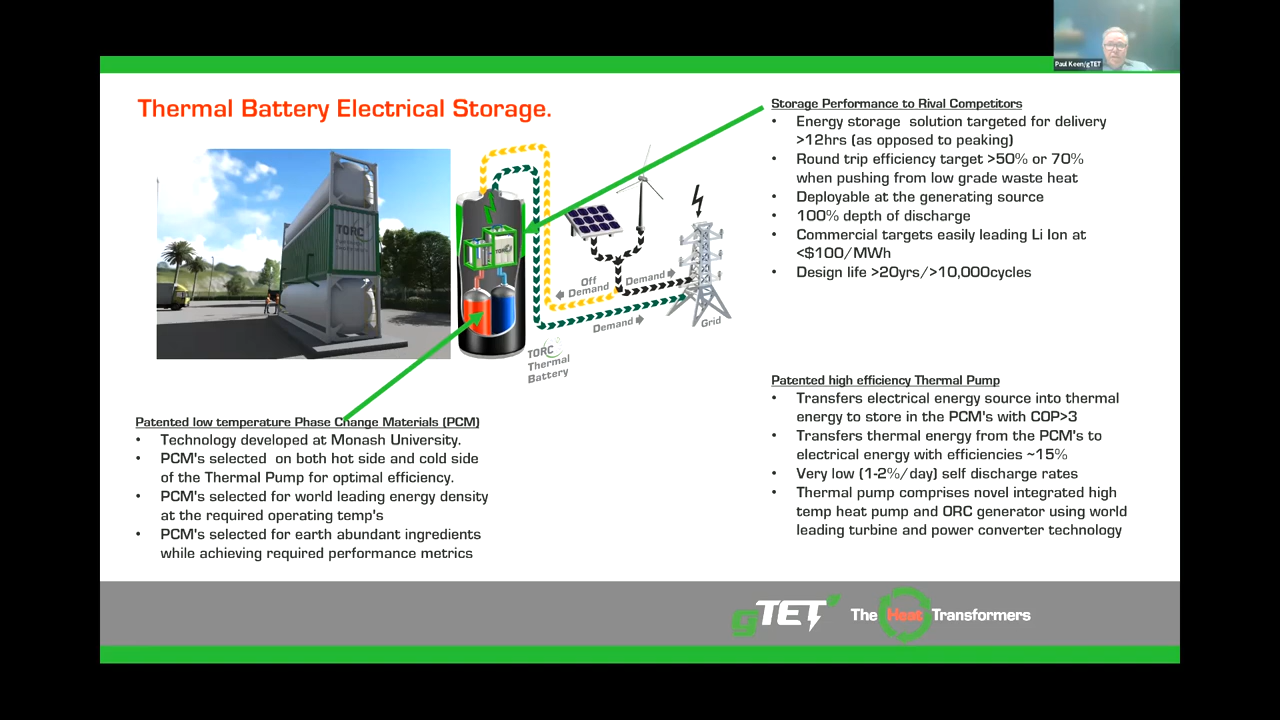 Paul Keen/gTET
Thermal Battery Electrical Storage.
TORC
TORC
Off
Demand
Demand
Demand
Grid
TORC
Thermal
Battery
Storage Performance to Rival Competitors
• Energy storage solution targeted for delivery
>12hrs (as opposed to peaking)
• Round trip efficiency target >50% or 70%
when pushing from low grade waste heat
• Deployable at the generating source
• 100% depth of discharge
• Commercial targets easily leading Li Ion at
<$100/MWh
• Design life >20yrs/>10,000cycles
Patented low temperature Phase Change Materials (PCM)
• Technology developed at Monash University.
• PCM's selected on both hot side and cold side
of the Thermal Pump for optimal efficiency.
• PCM's selected for world leading energy density
at the required operating temp's
• PCM's selected for earth abundant ingredients
while achieving required performance metrics
Patented high efficiency Thermal Pump
• Transfers electrical energy source into thermal
energy to store in the PCM's with COP>3
• Transfers thermal energy from the PCM's to
electrical energy with efficiencies ~15%
• Very low (1-2%/day) self discharge rates
• Thermal pump comprises novel integrated high
temp heat pump and ORC generator using world
leading turbine and power converter technology
gTET
The Heat Transformers